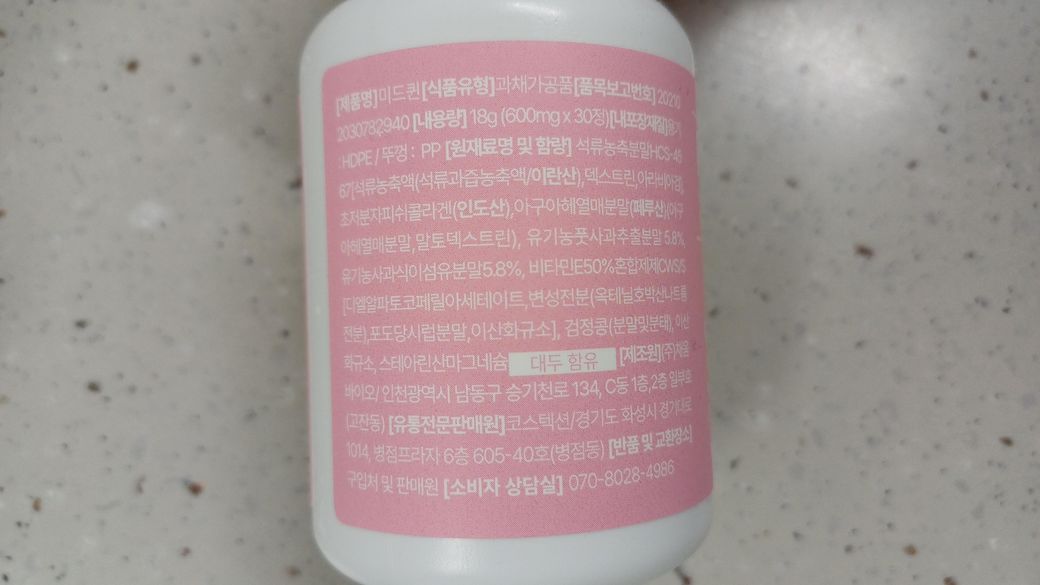 [제품명]미드퀸[식품유형]과채가공품[품목보고번호] 20210
2030782940 [내용량] 18g (600mg x 30정)[내포장재질]용기
: HDPE / 뚜껑 : PP [원재료명 및 함량] 석류농축분말HCS-46
67[석류농축액(석류과즙농축액/이란산),덱스트린,아라비아검],
초저분자피쉬콜라겐(인도산),아구아헤열매분말(페루산)(아구
아헤열매분말,말토덱스트린), 유기농풋사과추출분말 5.8%,
유기농사과식이섬유분말5.8%, 비타민E50%혼합제제CWS/S
[디엘알파토코페릴아세테이트,변성전분(옥테닐호박산나트륨
전분),포도당시럽분말,이산화규소], 검정콩(분말및분태), 이산
화규소, 스테아린산마그네슘 대두 함유 [제조원](주)채움
바이오/ 인천광역시 남동구 승기천로 134, C동 1층,2층 일부호
(고잔동) [유통전문판매원]코스텍션/경기도 화성시 경기대로
1014, 병점프라자 6층 605-40호(병점동) [반품 및 교환장소]
구입처 및 판매원 [소비자 상담실] 070-8028-4986